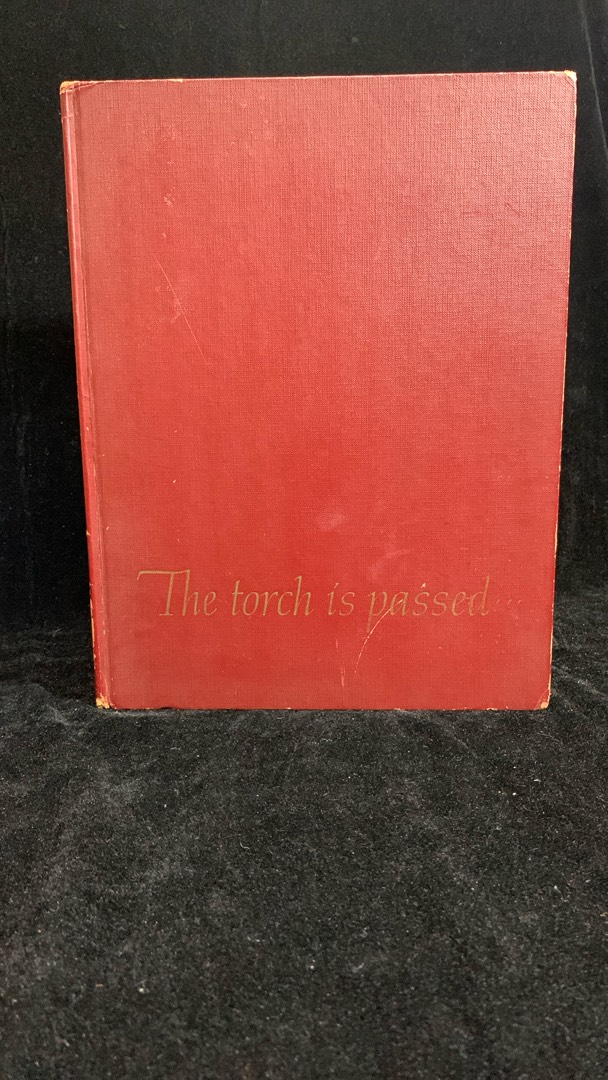 The torch is passed...